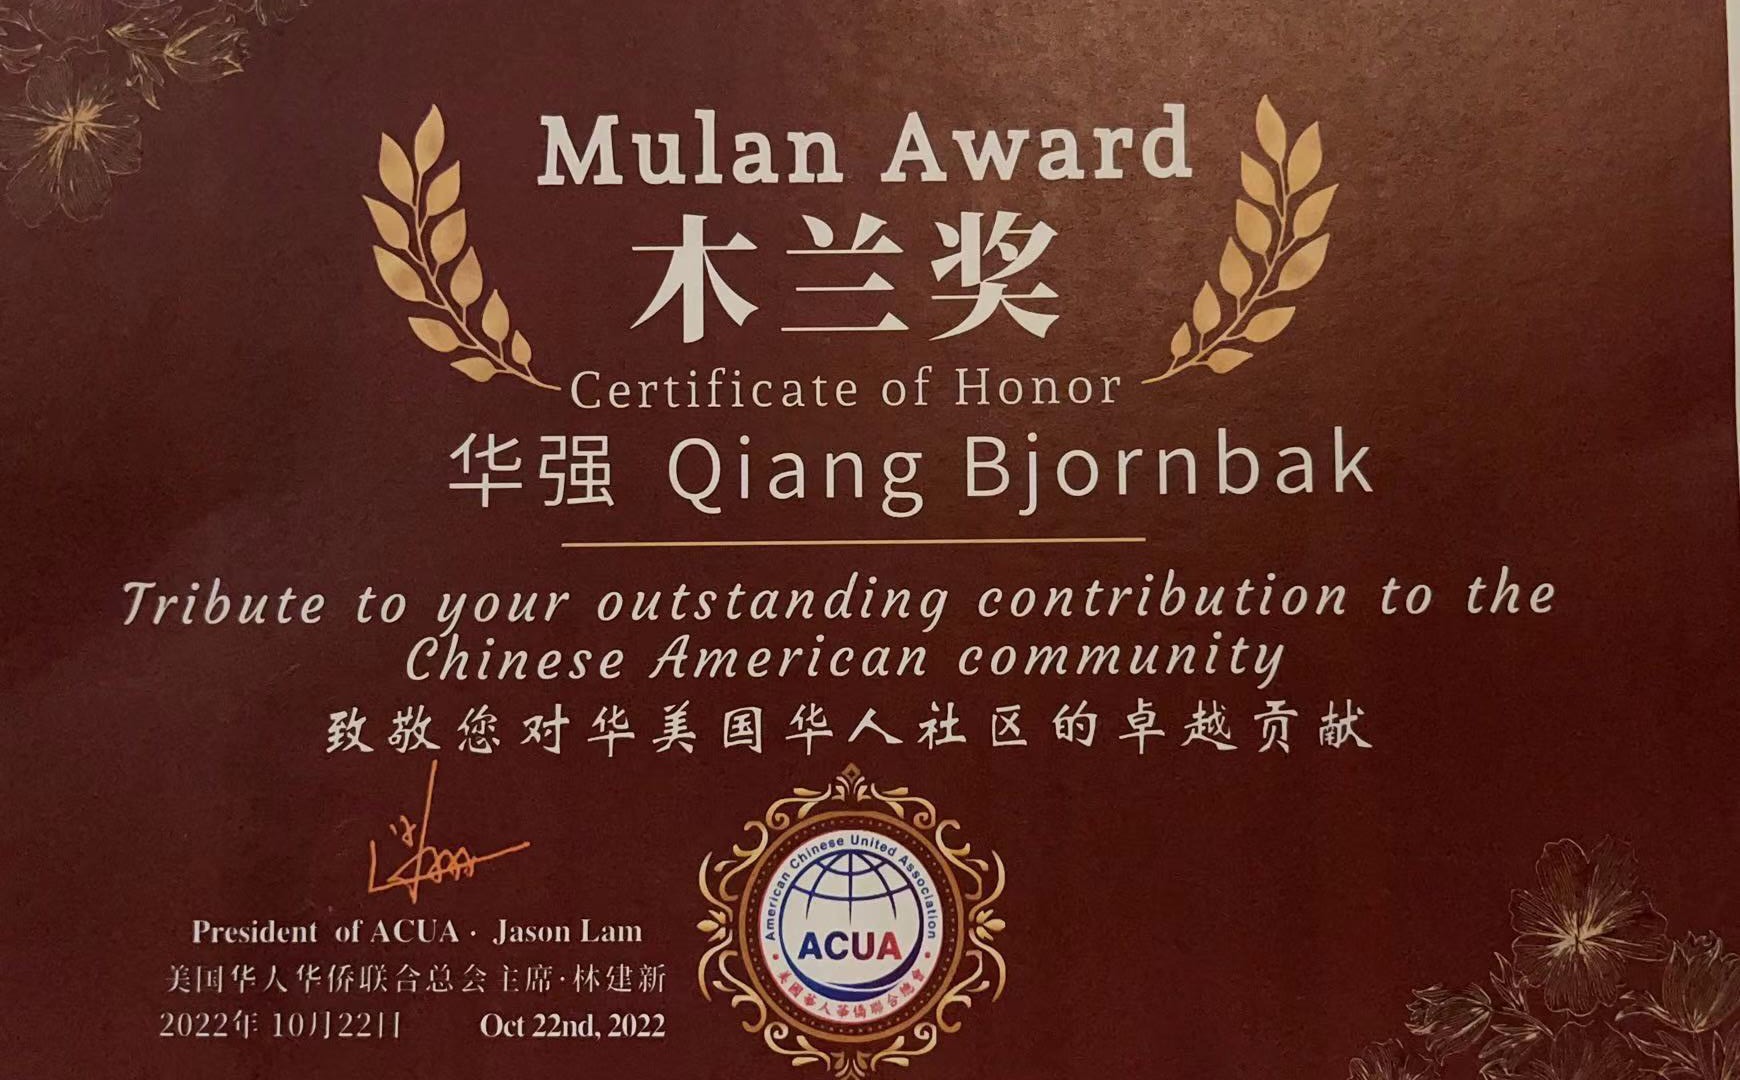 Mulan Award
木兰奖
Certificate of Honor
华强 Qiang Bjornbak
Tribute to your outstanding contribution to the
Chinese American community
致敬您对华美国华人社区的卓越贡献
President of ACUA · Jason Lam
美国华人华侨联合总会主席·林建新
2022年 10月22日 Oct 22nd, 2022
American Chinese United Association
ACUA
美國華人華僑聯合總會